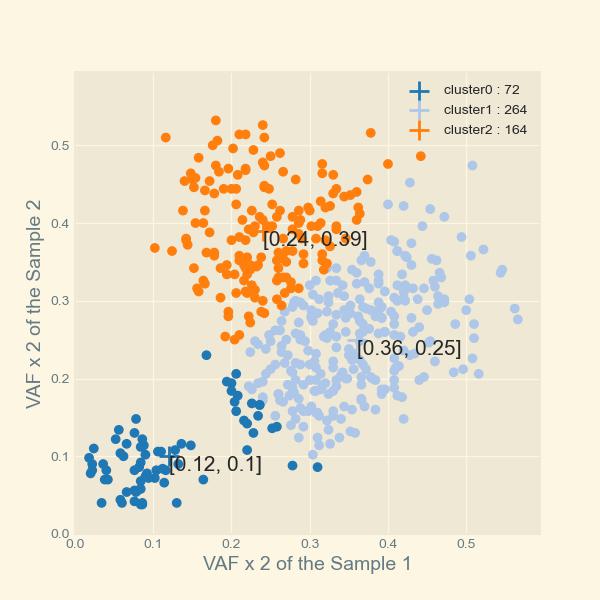 cluster0 : 72
cluster1 : 264
cluster2 : 164
0.5
0.4
[0.24, 0.39]
0.3
[0.36, 0.25]
0.2
0.1
[0.12, 0.1]
0.0
0.0 0.1 0.2 0.3 0.4 0.5
VAF x 2 of the Sample 1
VAF x 2 of the Sample 2